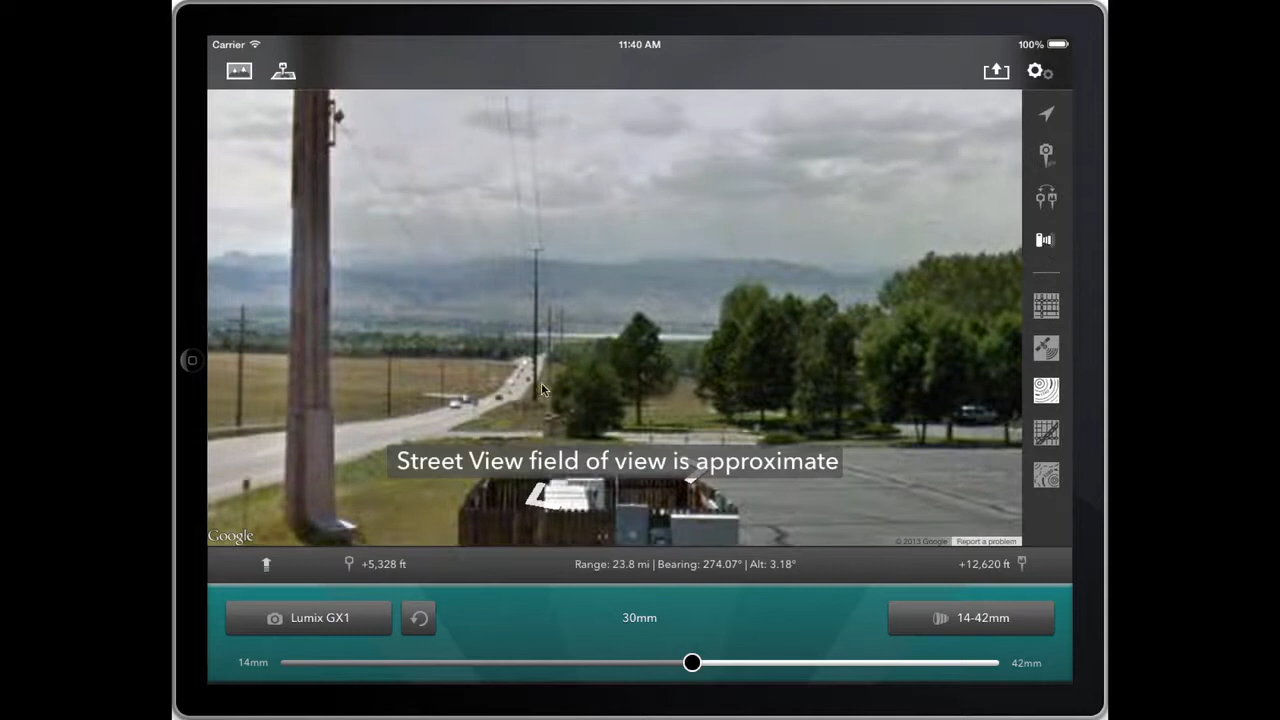 Carrier 11:40 AM 100%
Street View field of view is approximate
Google © 2013 Google Report a problem
+5,328 ft Range: 23.8 mi | Bearing: 274.07° | Alt: 3.18° +12,620 ft
Lumix GX1 30mm 14-42mm
14mm 42mm